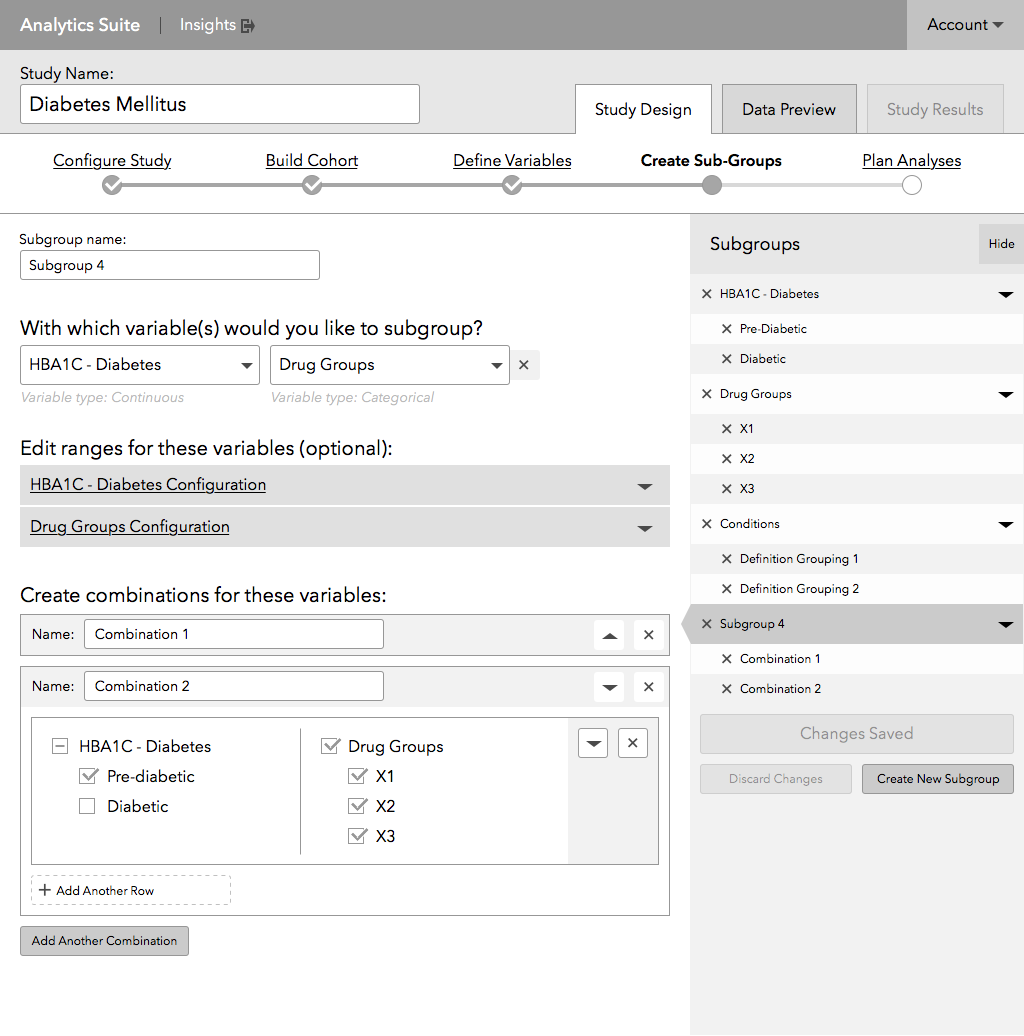 Analytics Suite | Insights
Account
Study Name:
Diabetes Mellitus
Study Design
Data Preview
Study Results
Configure Study
Build Cohort
Define Variables
Create Sub-Groups
Plan Analyses
Subgroup name:
Subgroup 4
With which variable(s) would you like to subgroup?
HBA1C - Diabetes
Drug Groups
Variable type: Continuous
Variable type: Categorical
Edit ranges for these variables (optional):
HBA1C - Diabetes Configuration
Drug Groups Configuration
Create combinations for these variables:
Name: Combination 1
Name: Combination 2
HBA1C - Diabetes
Pre-diabetic
Diabetic
Drug Groups
X1
X2
X3
Add Another Row
Add Another Combination
Subgroups
Hide
HBA1C - Diabetes
Pre-Diabetic
Diabetic
Drug Groups
X1
X2
X3
Conditions
Definition Grouping 1
Definition Grouping 2
Subgroup 4
Combination 1
Combination 2
Changes Saved
Discard Changes
Create New Subgroup